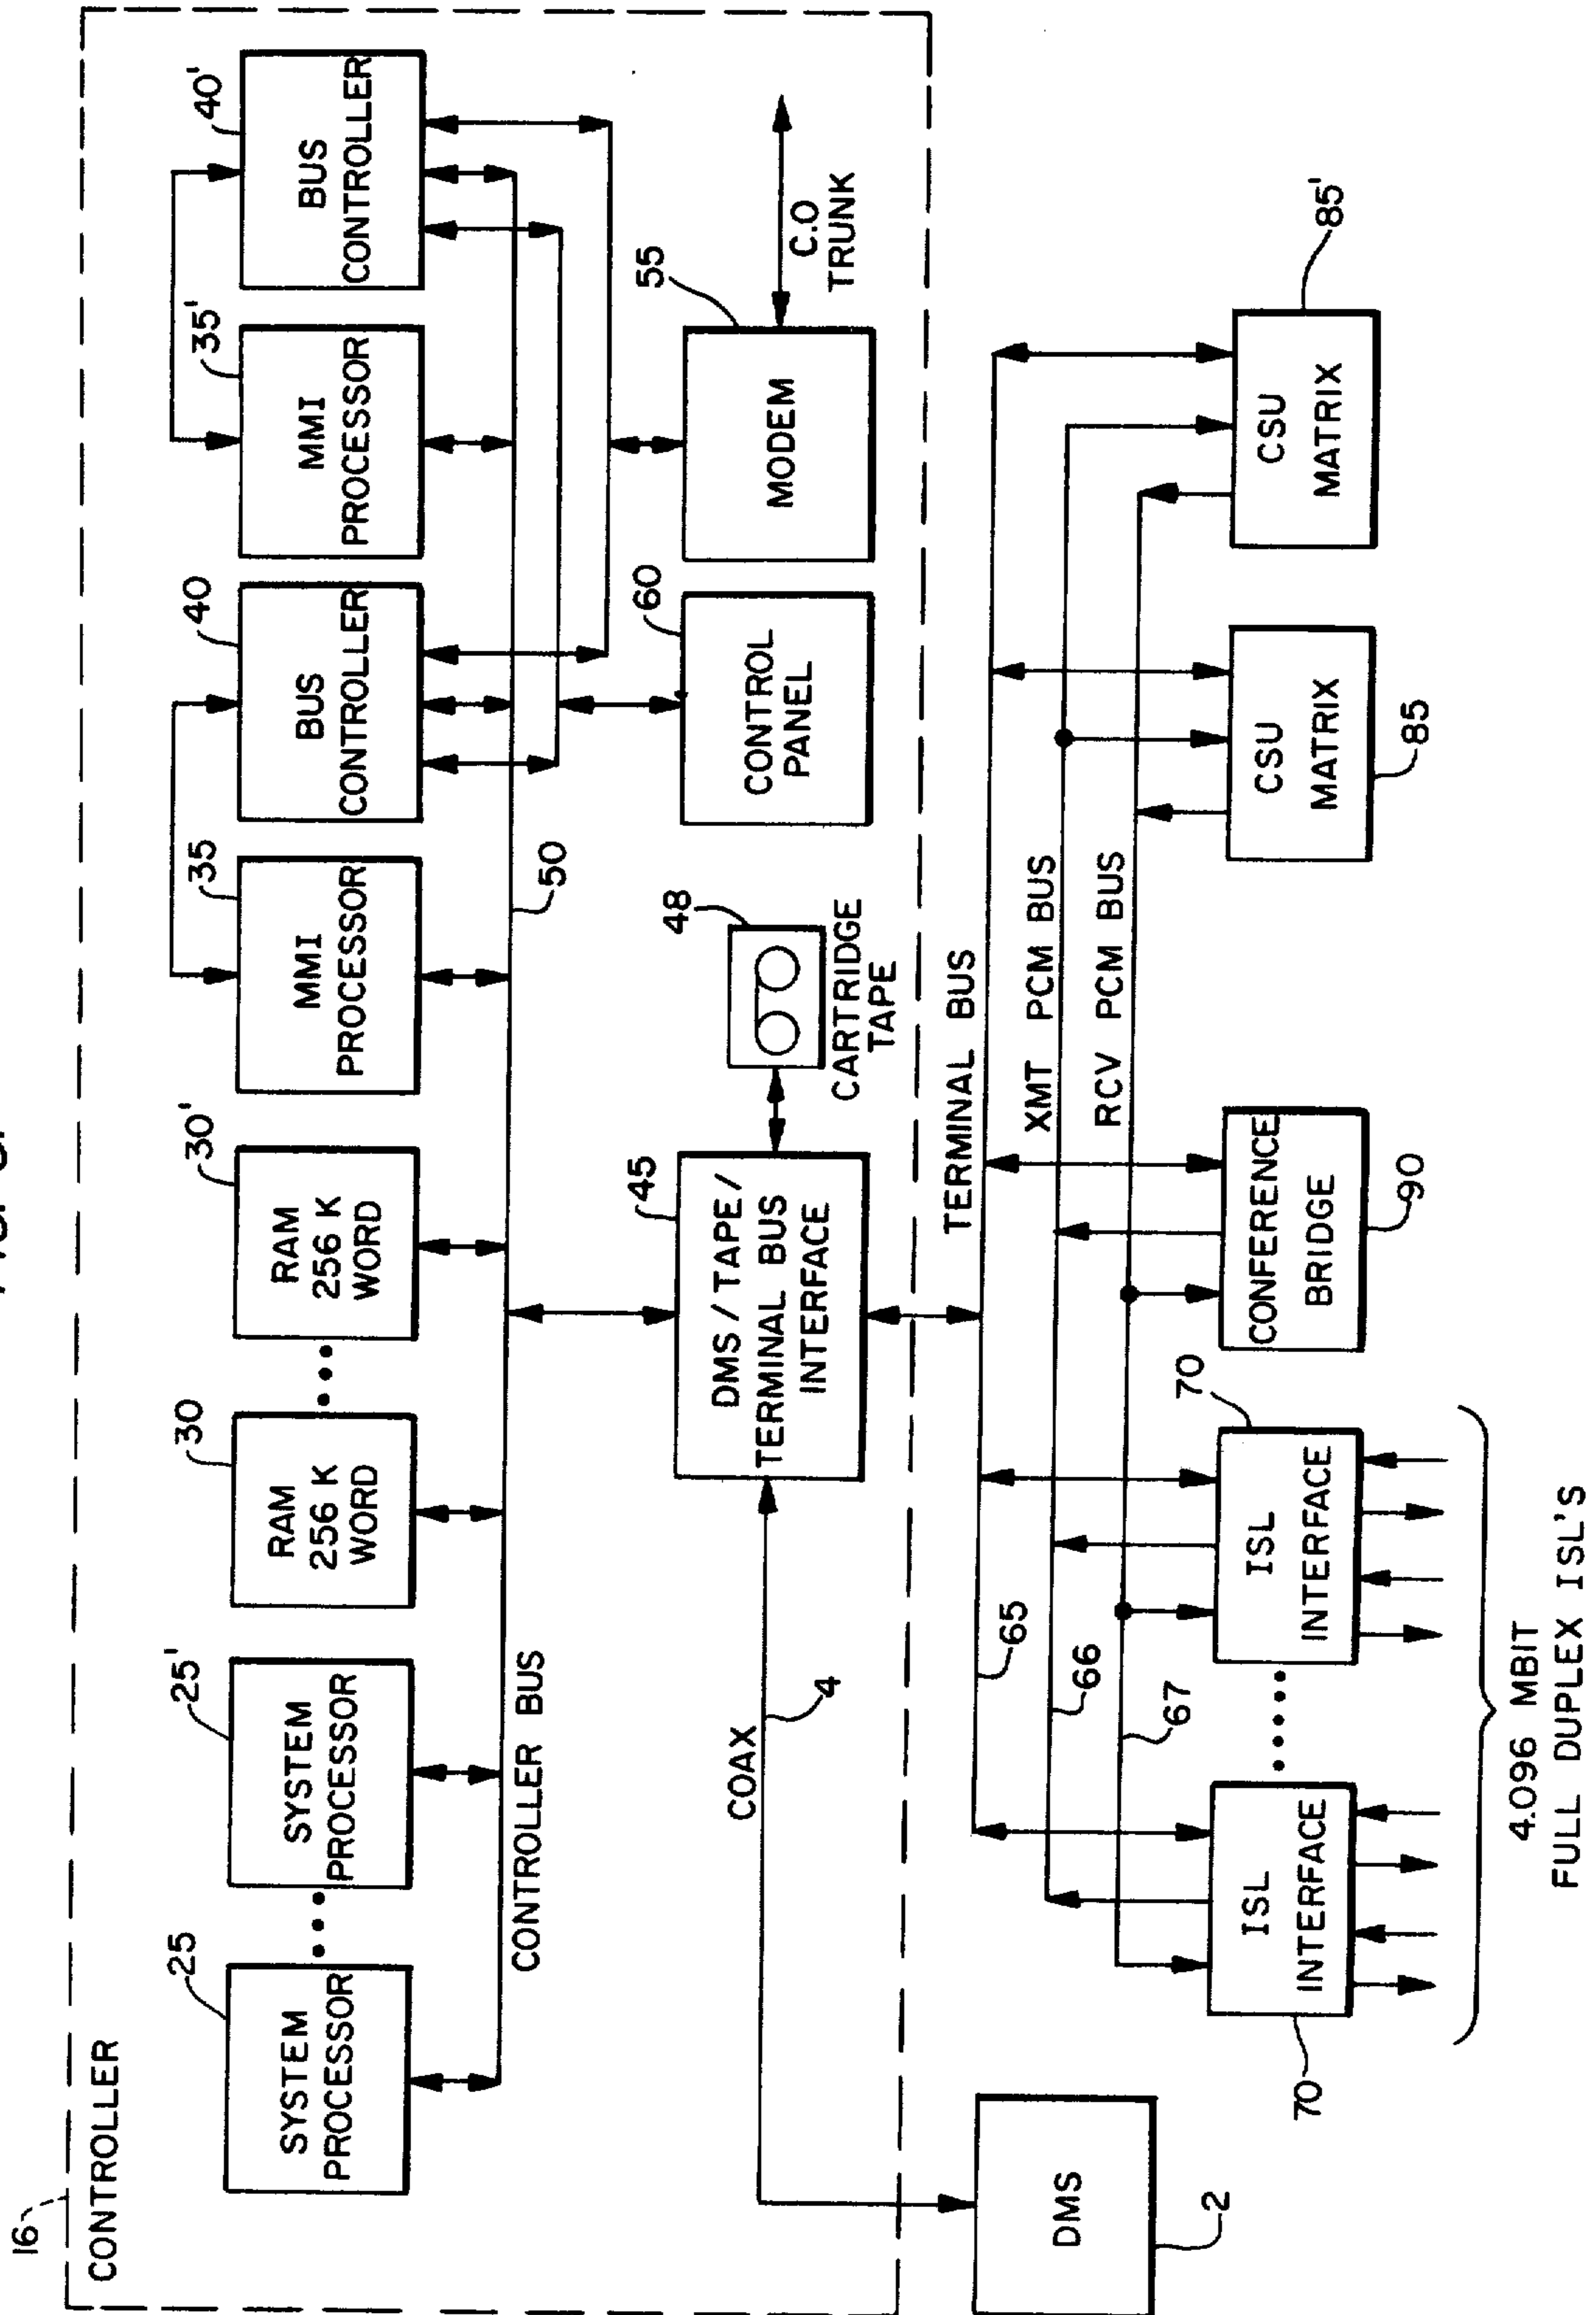 16
CONTROLLER
25
SYSTEM
PROCESSOR
25'
SYSTEM
PROCESSOR
30
RAM
256 K
WORD
30'
RAM
256 K
WORD
35
MMI
PROCESSOR
40
BUS
CONTROLLER
35'
MMI
PROCESSOR
40'
BUS
CONTROLLER
CONTROLLER BUS
50
COAX
4
45
DMS/TAPE/
TERMINAL BUS
INTERFACE
48
CARTRIDGE
TAPE
60
CONTROL
PANEL
55
MODEM
C.O
TRUNK
DMS
2
TERMINAL BUS
XMT PCM BUS
RCV PCM BUS
65
66
67
70
ISL
INTERFACE
70
ISL
INTERFACE
CONFERENCE
BRIDGE
90
CSU
MATRIX
85
CSU
MATRIX
85'
4.096 MBIT
FULL DUPLEX ISL'S